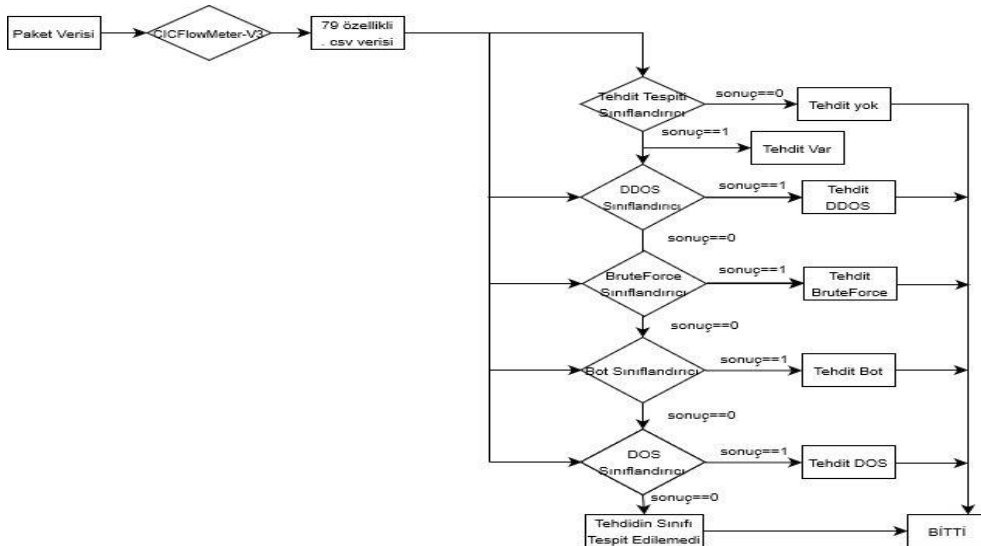 Paket Verisi
CICFlowMeter-V3
79 özellikli
. csv verisi
Tehdit Tespiti
Sınıflandırıcı
sonuç==0
Tehdit yok
sonuç==1
Tehdit Var
DDOS
Sınıflandırıcı
sonuç==1
Tehdit
DDOS
sonuç==0
BruteForce
Sınıflandırıcı
sonuç==1
Tehdit
BruteForce
sonuç==0
Bot Sınıflandırıcı
sonuç==1
Tehdit Bot
sonuç==0
DOS
Sınıflandırıcı
sonuç==1
Tehdit DOS
sonuç==0
Tehdidin Sınıfı
Tespit Edilemedi
BİTTİ